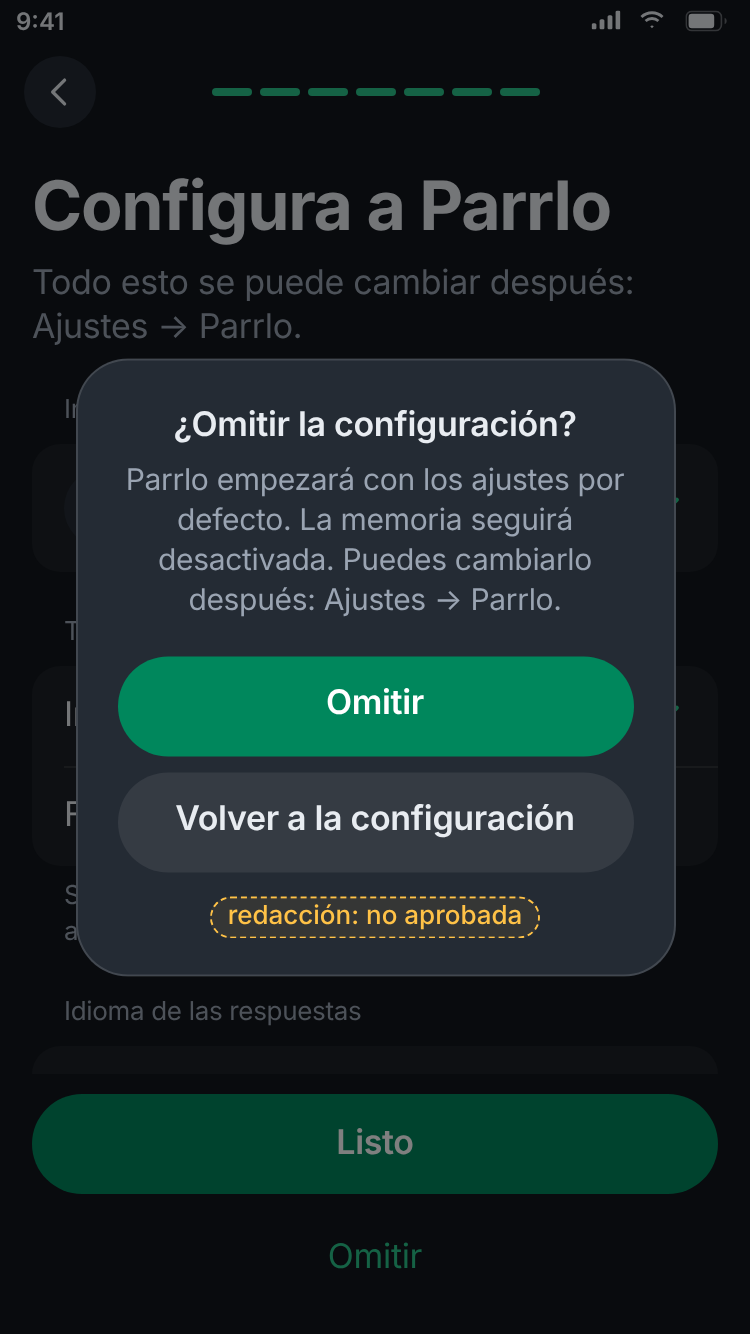 9:41
Configura a Parrlo
Todo esto se puede cambiar después:
Ajustes → Parrlo.
¿Omitir la configuración?
Parrlo empezará con los ajustes por
defecto. La memoria seguirá
desactivada. Puedes cambiarlo
después: Ajustes → Parrlo.
Omitir
Volver a la configuración
redacción: no aprobada
Idioma de las respuestas
Listo
Omitir